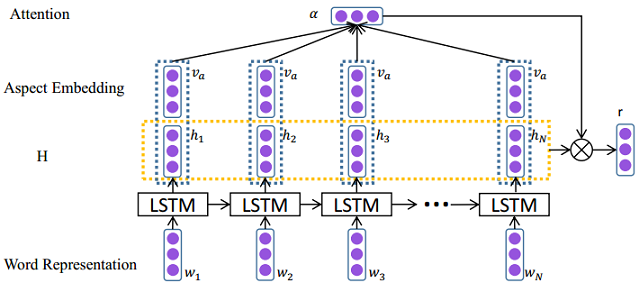 Attention α
Aspect Embedding v_a v_a v_a v_a
r
H h_1 h_2 h_3 h_N
LSTM LSTM LSTM ••• LSTM
Word Representation w_1 w_2 w_3 w_N